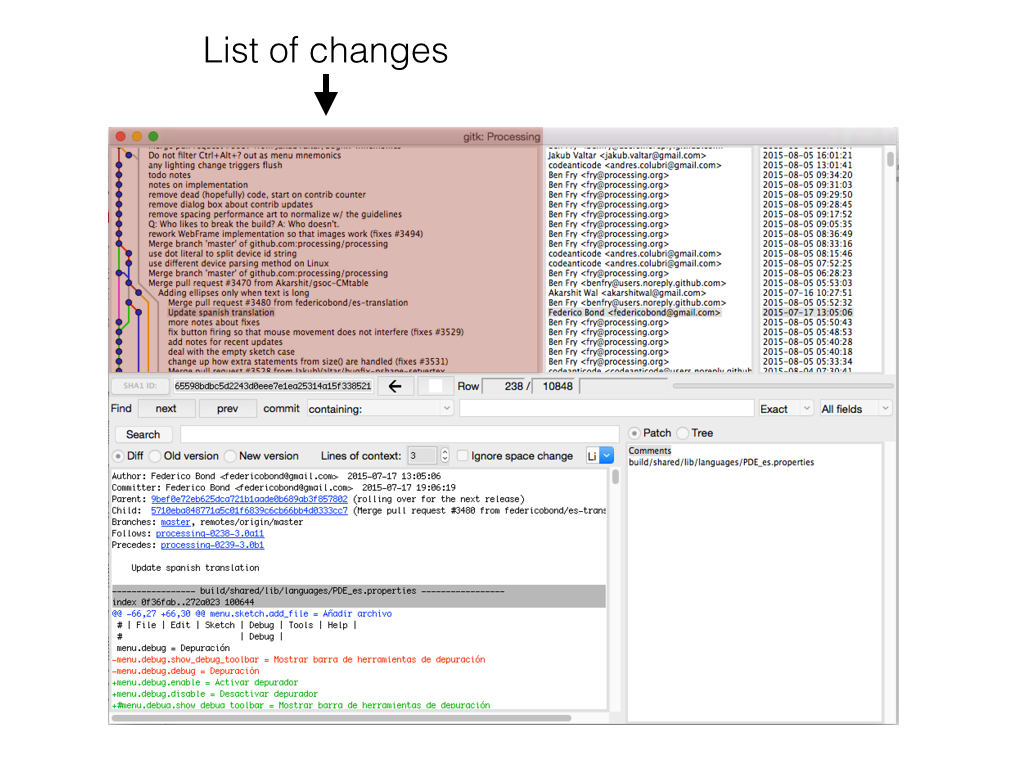 List of changes
gitk: Processing
Do not filter Ctrl+Alt+? out as menu mnemonics Jakub Valtar <jakub.valtar@gmail.com> 2015-08-05 16:01:21
any lighting change triggers flush codeanticode <andres.colubri@gmail.com> 2015-08-05 13:01:41
todo notes Ben Fry <fry@processing.org> 2015-08-05 09:34:20
notes on implementation Ben Fry <fry@processing.org> 2015-08-05 09:31:03
remove dead (hopefully) code, start on contrib counter Ben Fry <fry@processing.org> 2015-08-05 09:29:50
remove dialog box about contrib updates Ben Fry <fry@processing.org> 2015-08-05 09:28:45
remove spacing performance art to normalize w/ the guidelines Ben Fry <fry@processing.org> 2015-08-05 09:17:52
Q: Who likes to break the build? A: Who doesn't. Ben Fry <fry@processing.org> 2015-08-05 09:05:35
rework WebFrame implementation so that images work (fixes #3494) Ben Fry <fry@processing.org> 2015-08-05 08:36:49
Merge branch 'master' of github.com:processing/processing Ben Fry <fry@processing.org> 2015-08-05 08:33:16
use dot literal to split device id string codeanticode <andres.colubri@gmail.com> 2015-08-05 08:15:46
use different device parsing method on Linux codeanticode <andres.colubri@gmail.com> 2015-08-05 07:52:25
Merge branch 'master' of github.com:processing/processing Ben Fry <fry@processing.org> 2015-08-05 06:28:23
Merge pull request #3470 from Akarshit/gsoc-CMtable Ben Fry <benfry@users.noreply.github.com> 2015-08-05 05:53:03
Adding ellipses only when text is long Akarshit Wal <akarshitwal@gmail.com> 2015-07-16 10:27:51
Merge pull request #3480 from federicobond/es-translation Ben Fry <benfry@users.noreply.github.com> 2015-08-05 05:52:32
Update spanish translation Federico Bond <federicobond@gmail.com> 2015-07-17 13:05:06
more notes about fixes Ben Fry <fry@processing.org> 2015-08-05 05:50:43
fix button firing so that mouse movement does not interfere (fixes #3529) Ben Fry <fry@processing.org> 2015-08-05 05:48:53
add notes for recent updates Ben Fry <fry@processing.org> 2015-08-05 05:40:28
deal with the empty sketch case Ben Fry <fry@processing.org> 2015-08-05 05:40:18
change up how extra statements from size() are handled (fixes #3531) Ben Fry <fry@processing.org> 2015-08-05 05:33:34
Merge pull request #3528 from JakubValtar/bugfix-pshape-setvertex codeanticode <codeanticode@users.noreply.github 2015-08-04 07:30:41
SHA1 ID: 65598bdbc5d2243d0eee7e1ea25314a15f338521 Row 238 / 10848
Find next prev commit containing: Exact All fields
Search Patch Tree
Diff Old version New version Lines of context: 3 Ignore space change Li
Comments
build/shared/lib/languages/PDE_es.properties
Author: Federico Bond <federicobond@gmail.com> 2015-07-17 13:05:06
Committer: Federico Bond <federicobond@gmail.com> 2015-07-17 19:06:19
Parent: 9bef0e72eb625dca721b1aade0b689ab3f857802 (rolling over for the next release)
Child: 5710eba848771a5c01f6839c6cb66bb4d0333cc7 (Merge pull request #3480 from federicobond/es-trans
Branches: master, remotes/origin/master
Follows: processing-0238-3.0a11
Precedes: processing-0239-3.0b1
Update spanish translation
----------------- build/shared/lib/languages/PDE_es.properties -----------------
index 0f36fab..272a023 100644
@@ -66,27 +66,30 @@ menu.sketch.add_file = Añadir archivo
# | File | Edit | Sketch | Debug | Tools | Help |
# | Debug |
menu.debug = Depuración
-menu.debug.show_debug_toolbar = Mostrar barra de herramientas de depuración
-menu.debug.debug = Depuración
+menu.debug.enable = Activar depurador
+menu.debug.disable = Desactivar depurador
+#menu.debug.show_debug_toolbar = Mostrar barra de herramientas de depuración